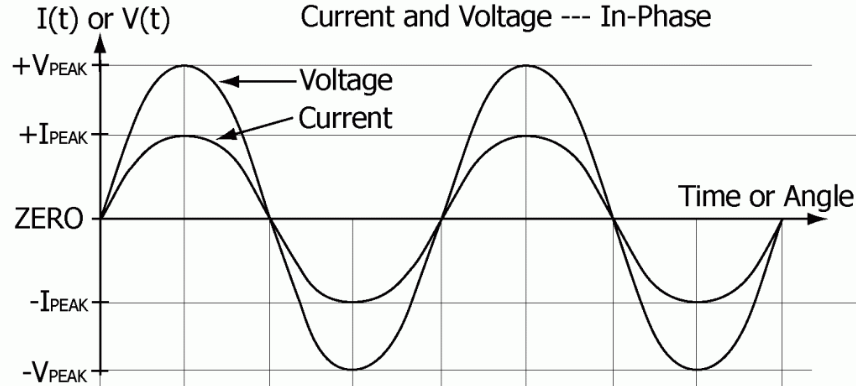 I(t) or V(t)
Current and Voltage --- In-Phase
+VPEAK
Voltage
Current
+IPEAK
Time or Angle
ZERO
-IPEAK
-VPEAK